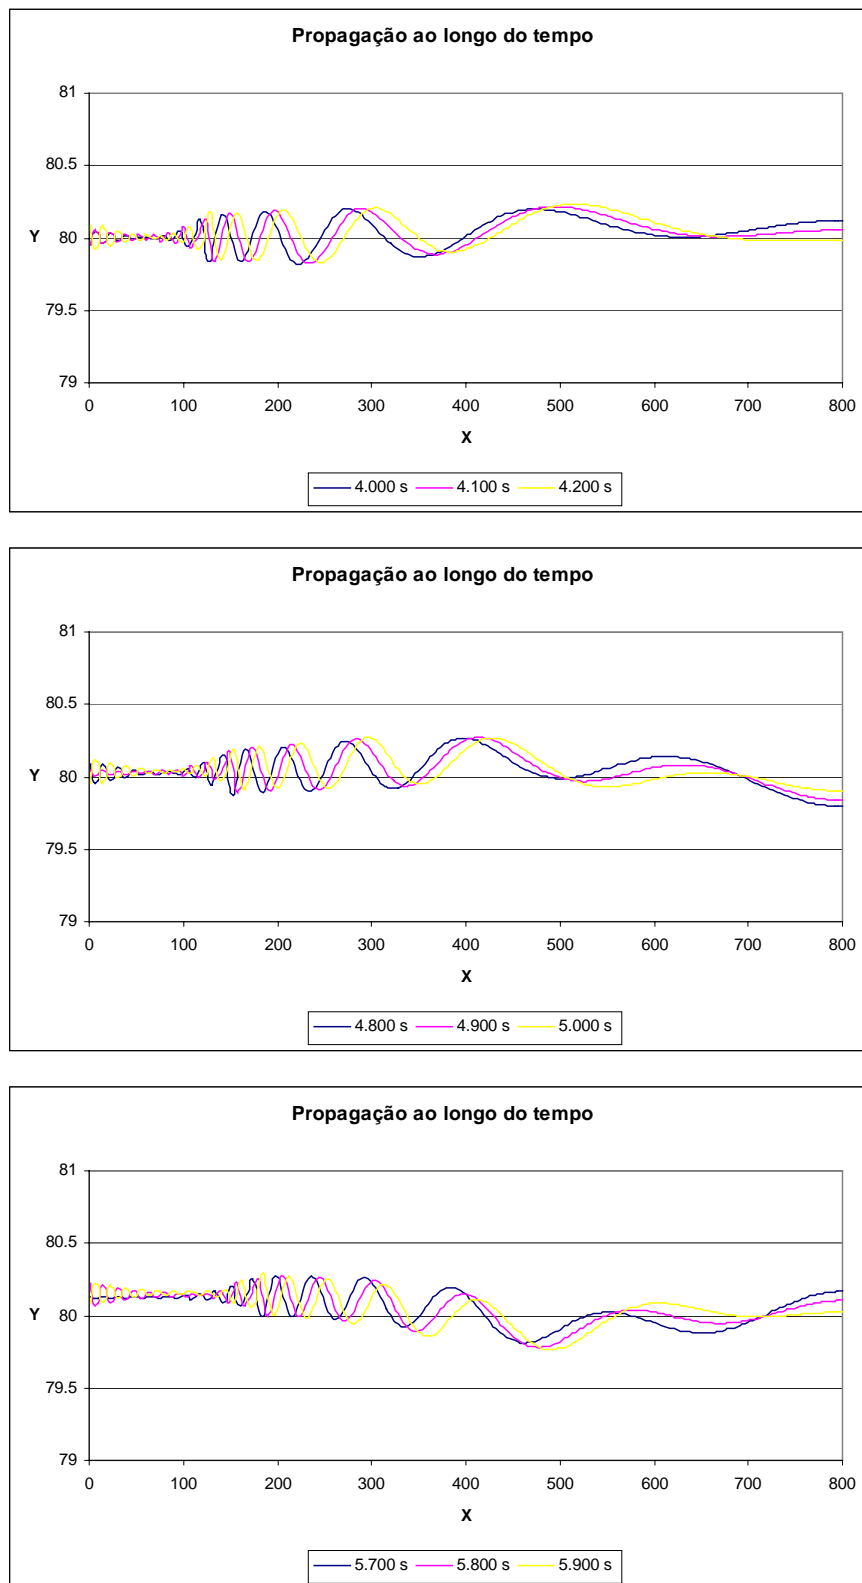 Propagação ao longo do tempo
81
80.5
Y 80
79.5
79
0 100 200 300 400 500 600 700 800
X
4.000 s 4.100 s 4.200 s
Propagação ao longo do tempo
81
80.5
Y 80
79.5
79
0 100 200 300 400 500 600 700 800
X
4.800 s 4.900 s 5.000 s
Propagação ao longo do tempo
81
80.5
Y 80
79.5
79
0 100 200 300 400 500 600 700 800
X
5.700 s 5.800 s 5.900 s